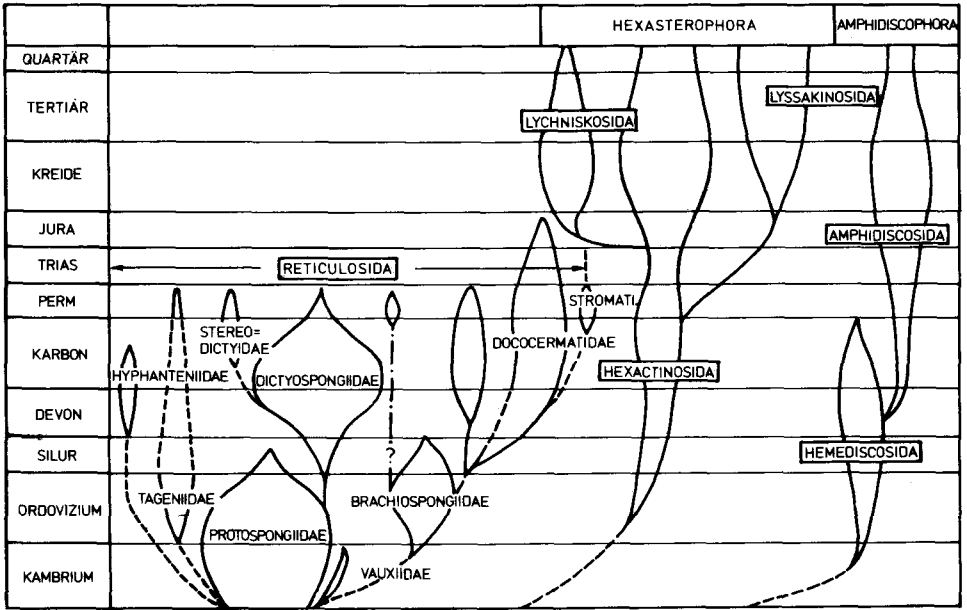 HEXASTEROPHORA
AMPHIDISCOPHORA
QUARTÄR
TERTIÄR
LYSSAKINOSIDA
LYCHNISKOSIDA
KREIDE
JURA
AMPHIDISCOSIDA
TRIAS
RETICULOSIDA
PERM
STROMATI.
STEREO=
DICTYIDAE
DOCOCERMATIDAE
KARBON
HYPHANTENIIDAE
DICTYOSPONGIIDAE
HEXACTINOSIDA
DEVON
SILUR
?
HEMEDISCOSIDA
TAGENIIDAE
BRACHIOSPONGIIDAE
ORDOVIZIUM
PROTOSPONGIIDAE
KAMBRIUM
VAUXIIDAE